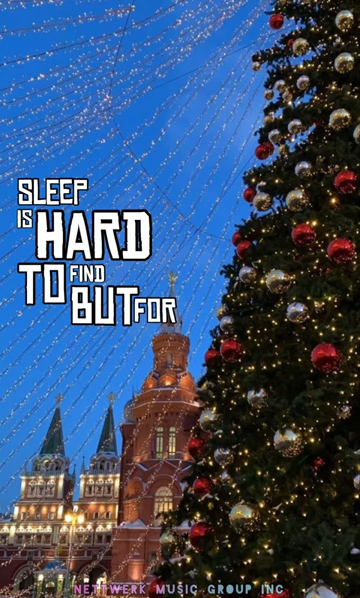 SLEEP
IS HARD
TO FIND
BUT FOR
NETTWERK MUSIC GROUP INC